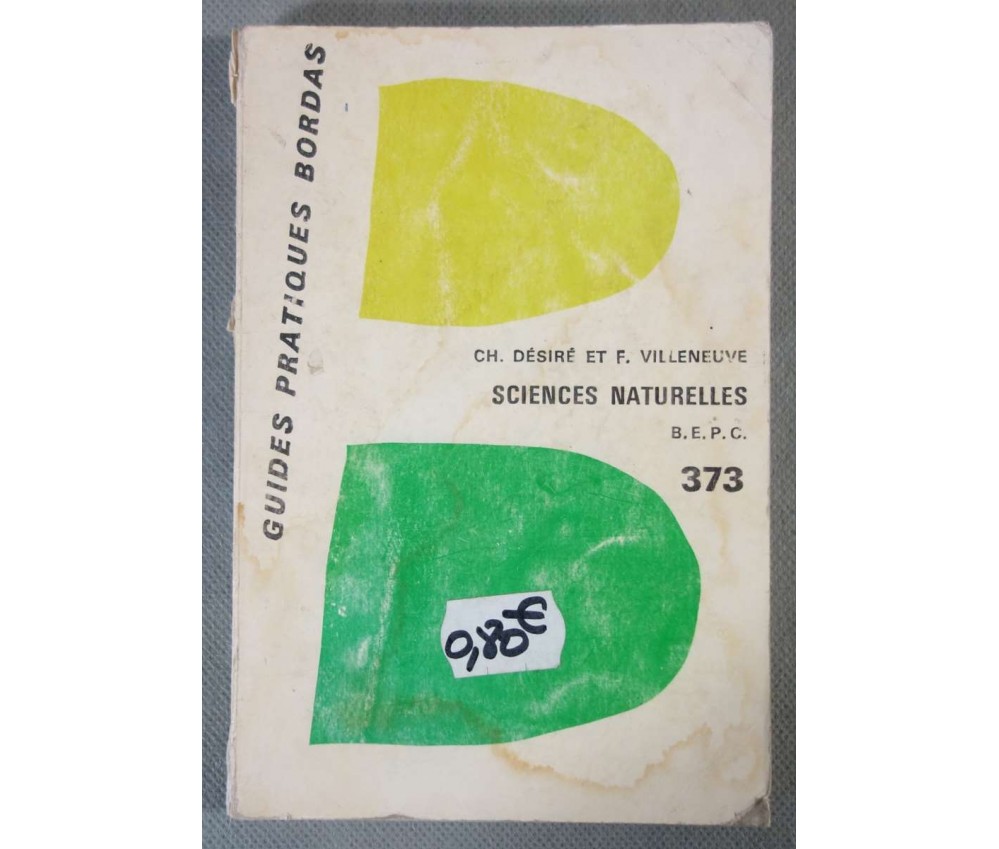 GUIDES PRATIQUES BORDAS
CH. DÉSIRÉ ET F. VILLENEUVE
SCIENCES NATURELLES
B.E.P.C.
373
0,80€